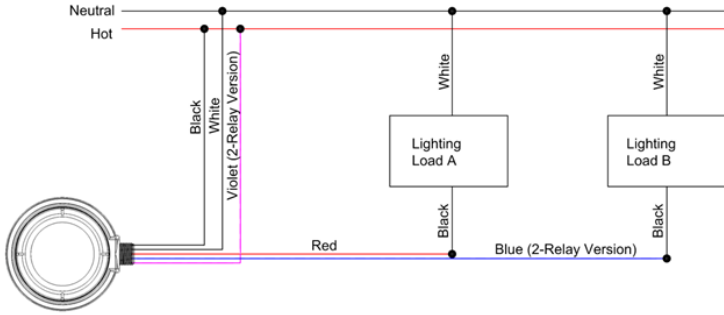 Neutral
Hot
Black
White
Violet (2-Relay Version)
White
White
Lighting
Load A
Lighting
Load B
Black
Black
Red
Blue (2-Relay Version)